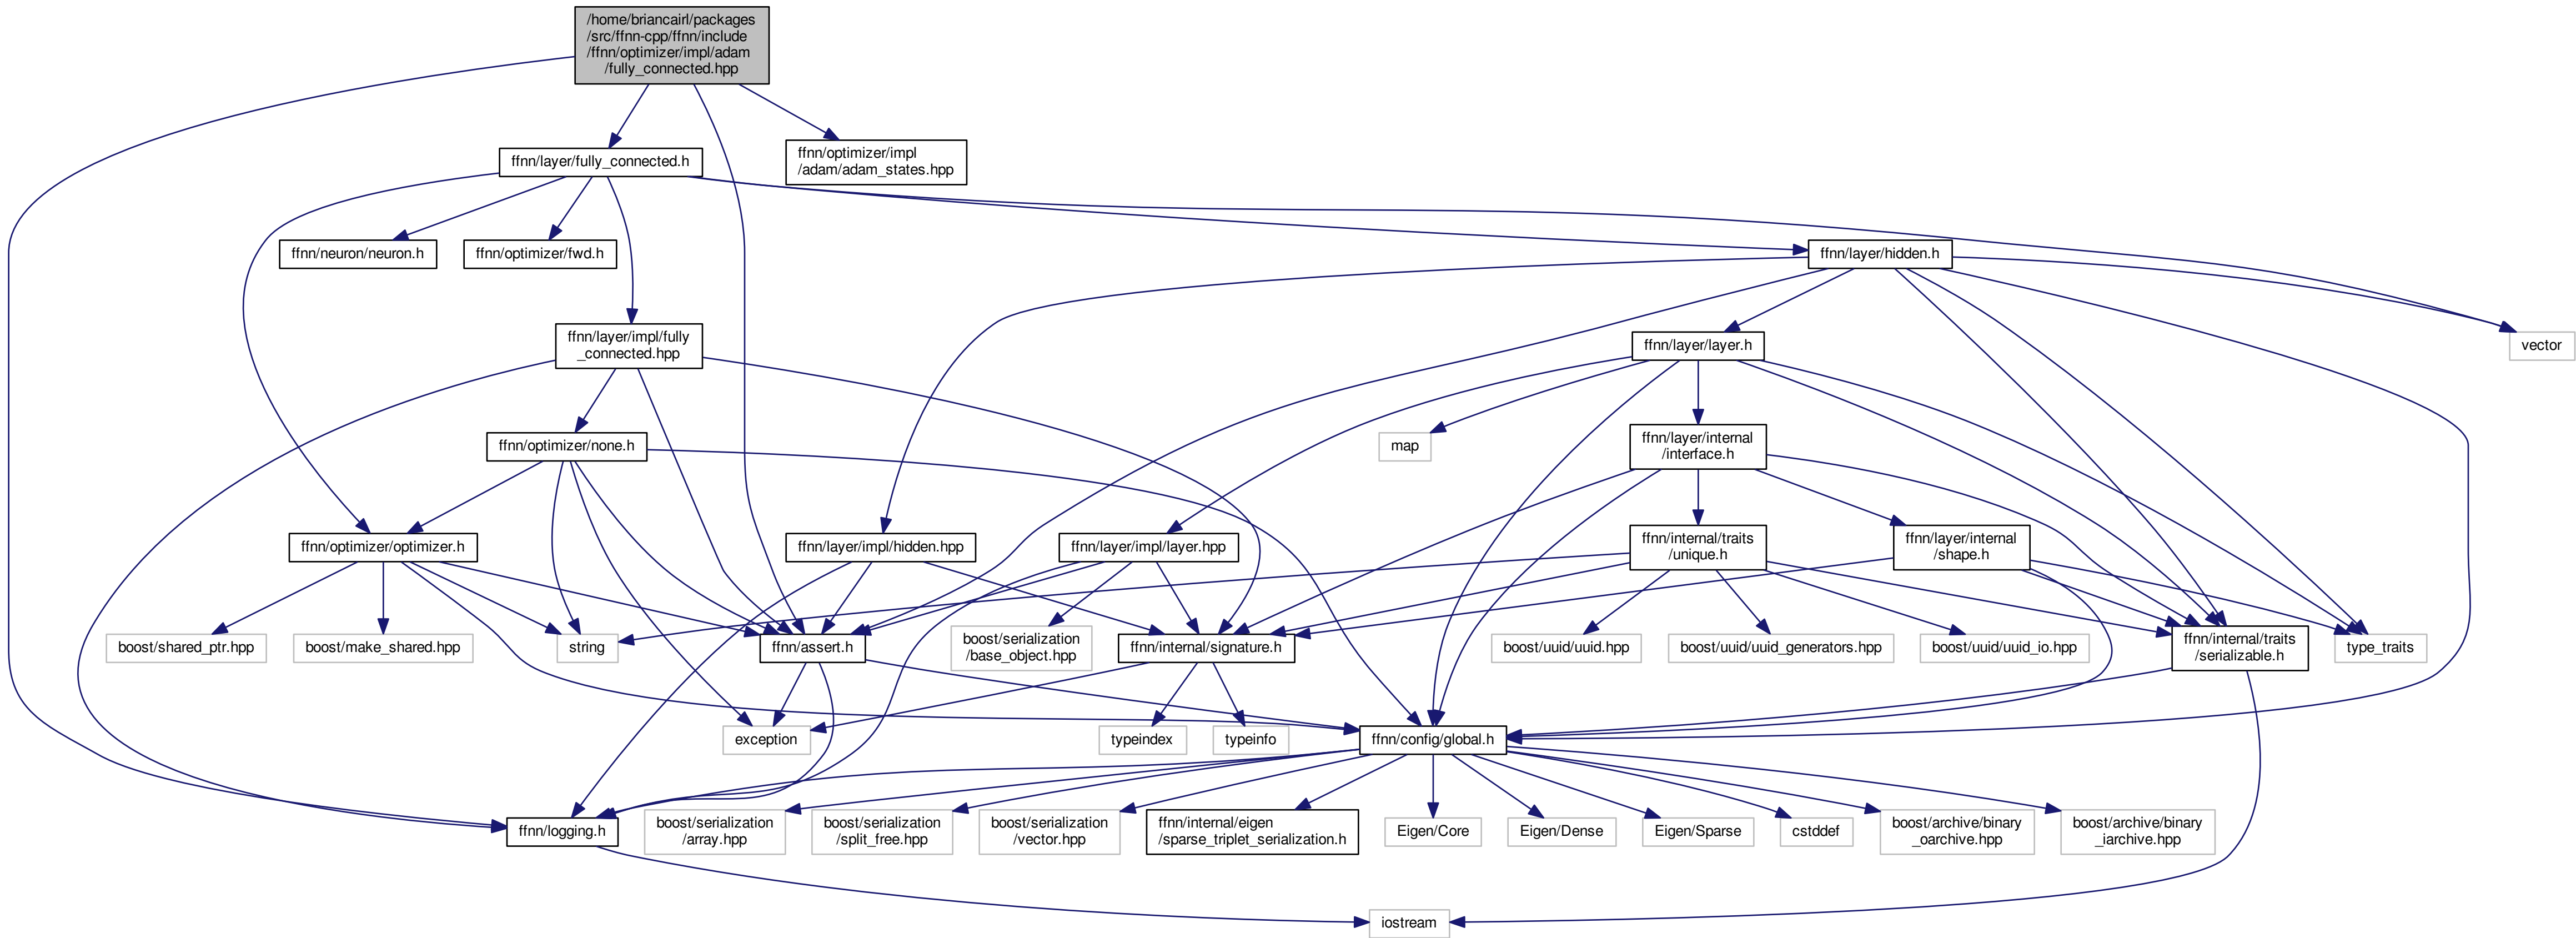 /home/briancairl/packages
/src/ffnn-cpp/ffnn/include
/ffnn/optimizer/impl/adam
/fully_connected.hpp
ffnn/layer/fully_connected.h
ffnn/optimizer/impl
/adam/adam_states.hpp
ffnn/neuron/neuron.h
ffnn/optimizer/fwd.h
ffnn/layer/hidden.h
ffnn/layer/impl/fully
_connected.hpp
ffnn/layer/layer.h
vector
ffnn/optimizer/none.h
map
ffnn/layer/internal
/interface.h
ffnn/optimizer/optimizer.h
ffnn/layer/impl/hidden.hpp
ffnn/layer/impl/layer.hpp
ffnn/internal/traits
/unique.h
ffnn/layer/internal
/shape.h
boost/shared_ptr.hpp
boost/make_shared.hpp
string
ffnn/assert.h
boost/serialization
/base_object.hpp
ffnn/internal/signature.h
boost/uuid/uuid.hpp
boost/uuid/uuid_generators.hpp
boost/uuid/uuid_io.hpp
ffnn/internal/traits
/serializable.h
type_traits
exception
typeindex
typeinfo
ffnn/config/global.h
ffnn/logging.h
boost/serialization
/array.hpp
boost/serialization
/split_free.hpp
boost/serialization
/vector.hpp
ffnn/internal/eigen
/sparse_triplet_serialization.h
Eigen/Core
Eigen/Dense
Eigen/Sparse
cstddef
boost/archive/binary
_oarchive.hpp
boost/archive/binary
_iarchive.hpp
iostream